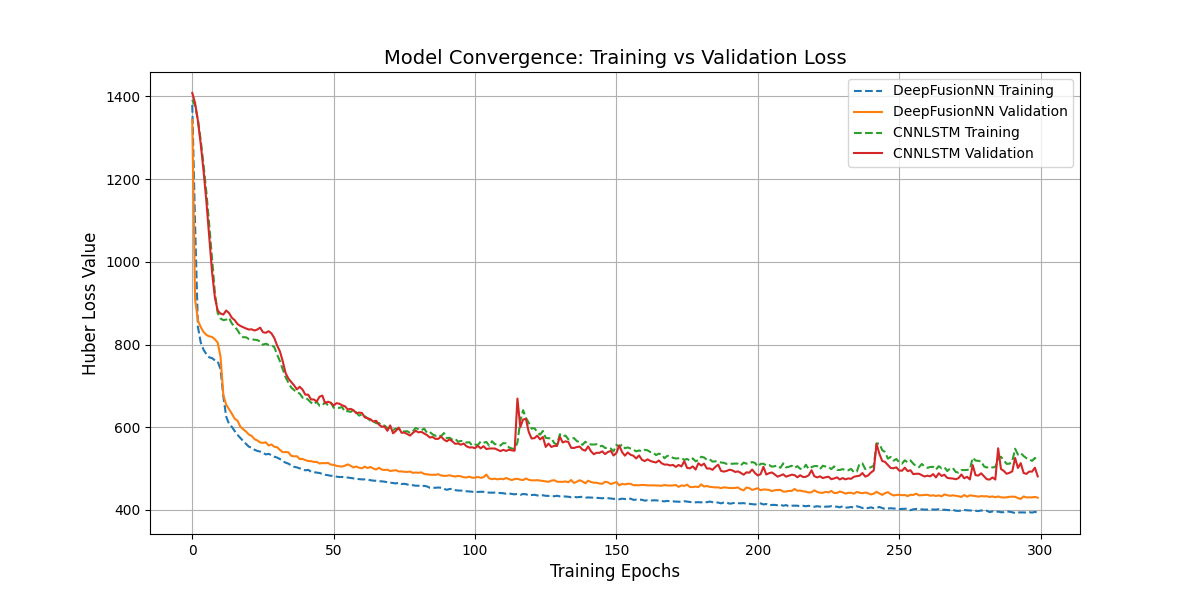 Model Convergence: Training vs Validation Loss
DeepFusionNN Training
DeepFusionNN Validation
CNNLSTM Training
CNNLSTM Validation
Huber Loss Value
1400
1200
1000
800
600
400
0 50 100 150 200 250 300
Training Epochs